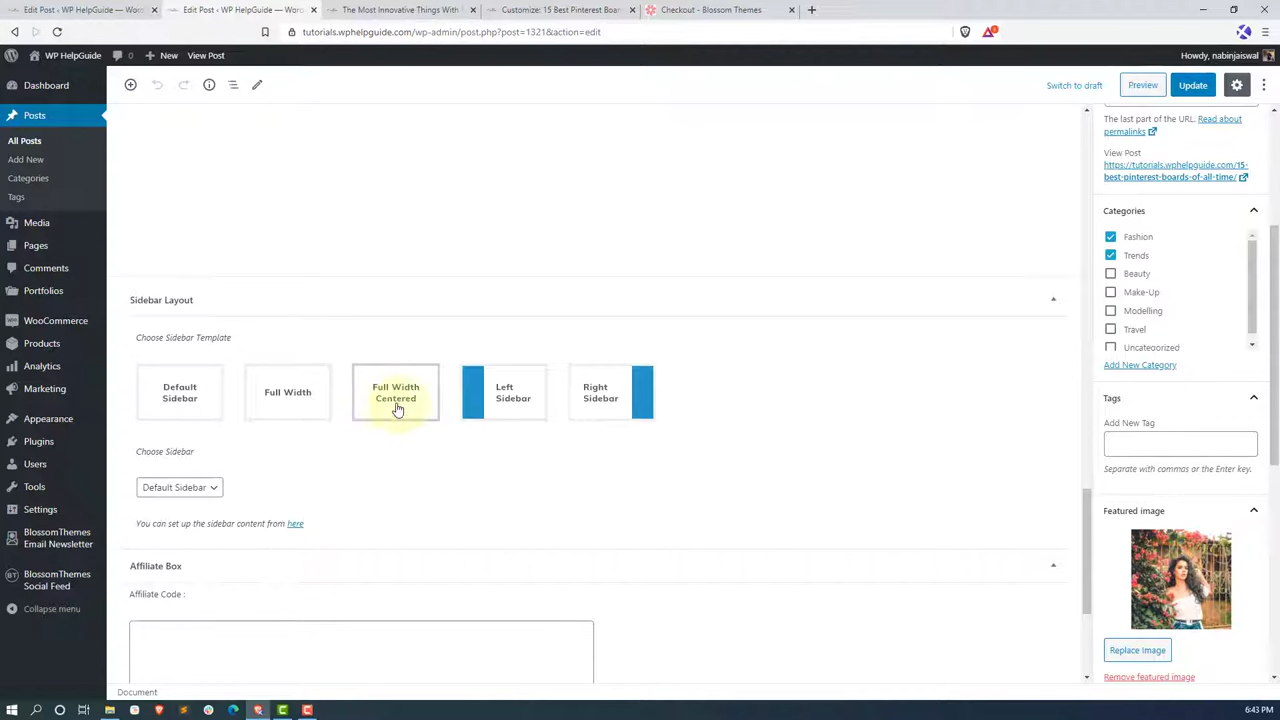 Edit Post ‹ WP HelpGuide — Wor
Edit Post ‹ WP HelpGuide — Wor
The Most Innovative Things With
Customize: 15 Best Pinterest Boar
Checkout - Blossom Themes
tutorials.wphelpguide.com/wp-admin/post.php?post=1321&action=edit
WP HelpGuide
0
New
View Post
Howdy, nabinjaiswal
Dashboard
Posts
All Posts
Add New
Categories
Tags
Media
Pages
Comments
Portfolios
WooCommerce
Products
Analytics
Marketing
Appearance
Plugins
Users
Tools
Settings
BlossomThemes
Email Newsletter
BlossomThemes
Social Feed
Collapse menu
Switch to draft
Preview
Update
Sidebar Layout
Choose Sidebar Template
Default
Sidebar
Full Width
Full Width
Centered
Left
Sidebar
Right
Sidebar
Choose Sidebar
Default Sidebar
You can set up the sidebar content from here
Affiliate Box
Affiliate Code :
Document
The last part of the URL. Read about
permalinks
View Post
https://tutorials.wphelpguide.com/15-
best-pinterest-boards-of-all-time/
Categories
Fashion
Trends
Beauty
Make-Up
Modelling
Travel
Uncategorized
Add New Category
Tags
Add New Tag
Separate with commas or the Enter key.
Featured image
Replace Image
Remove featured image
6:43 PM